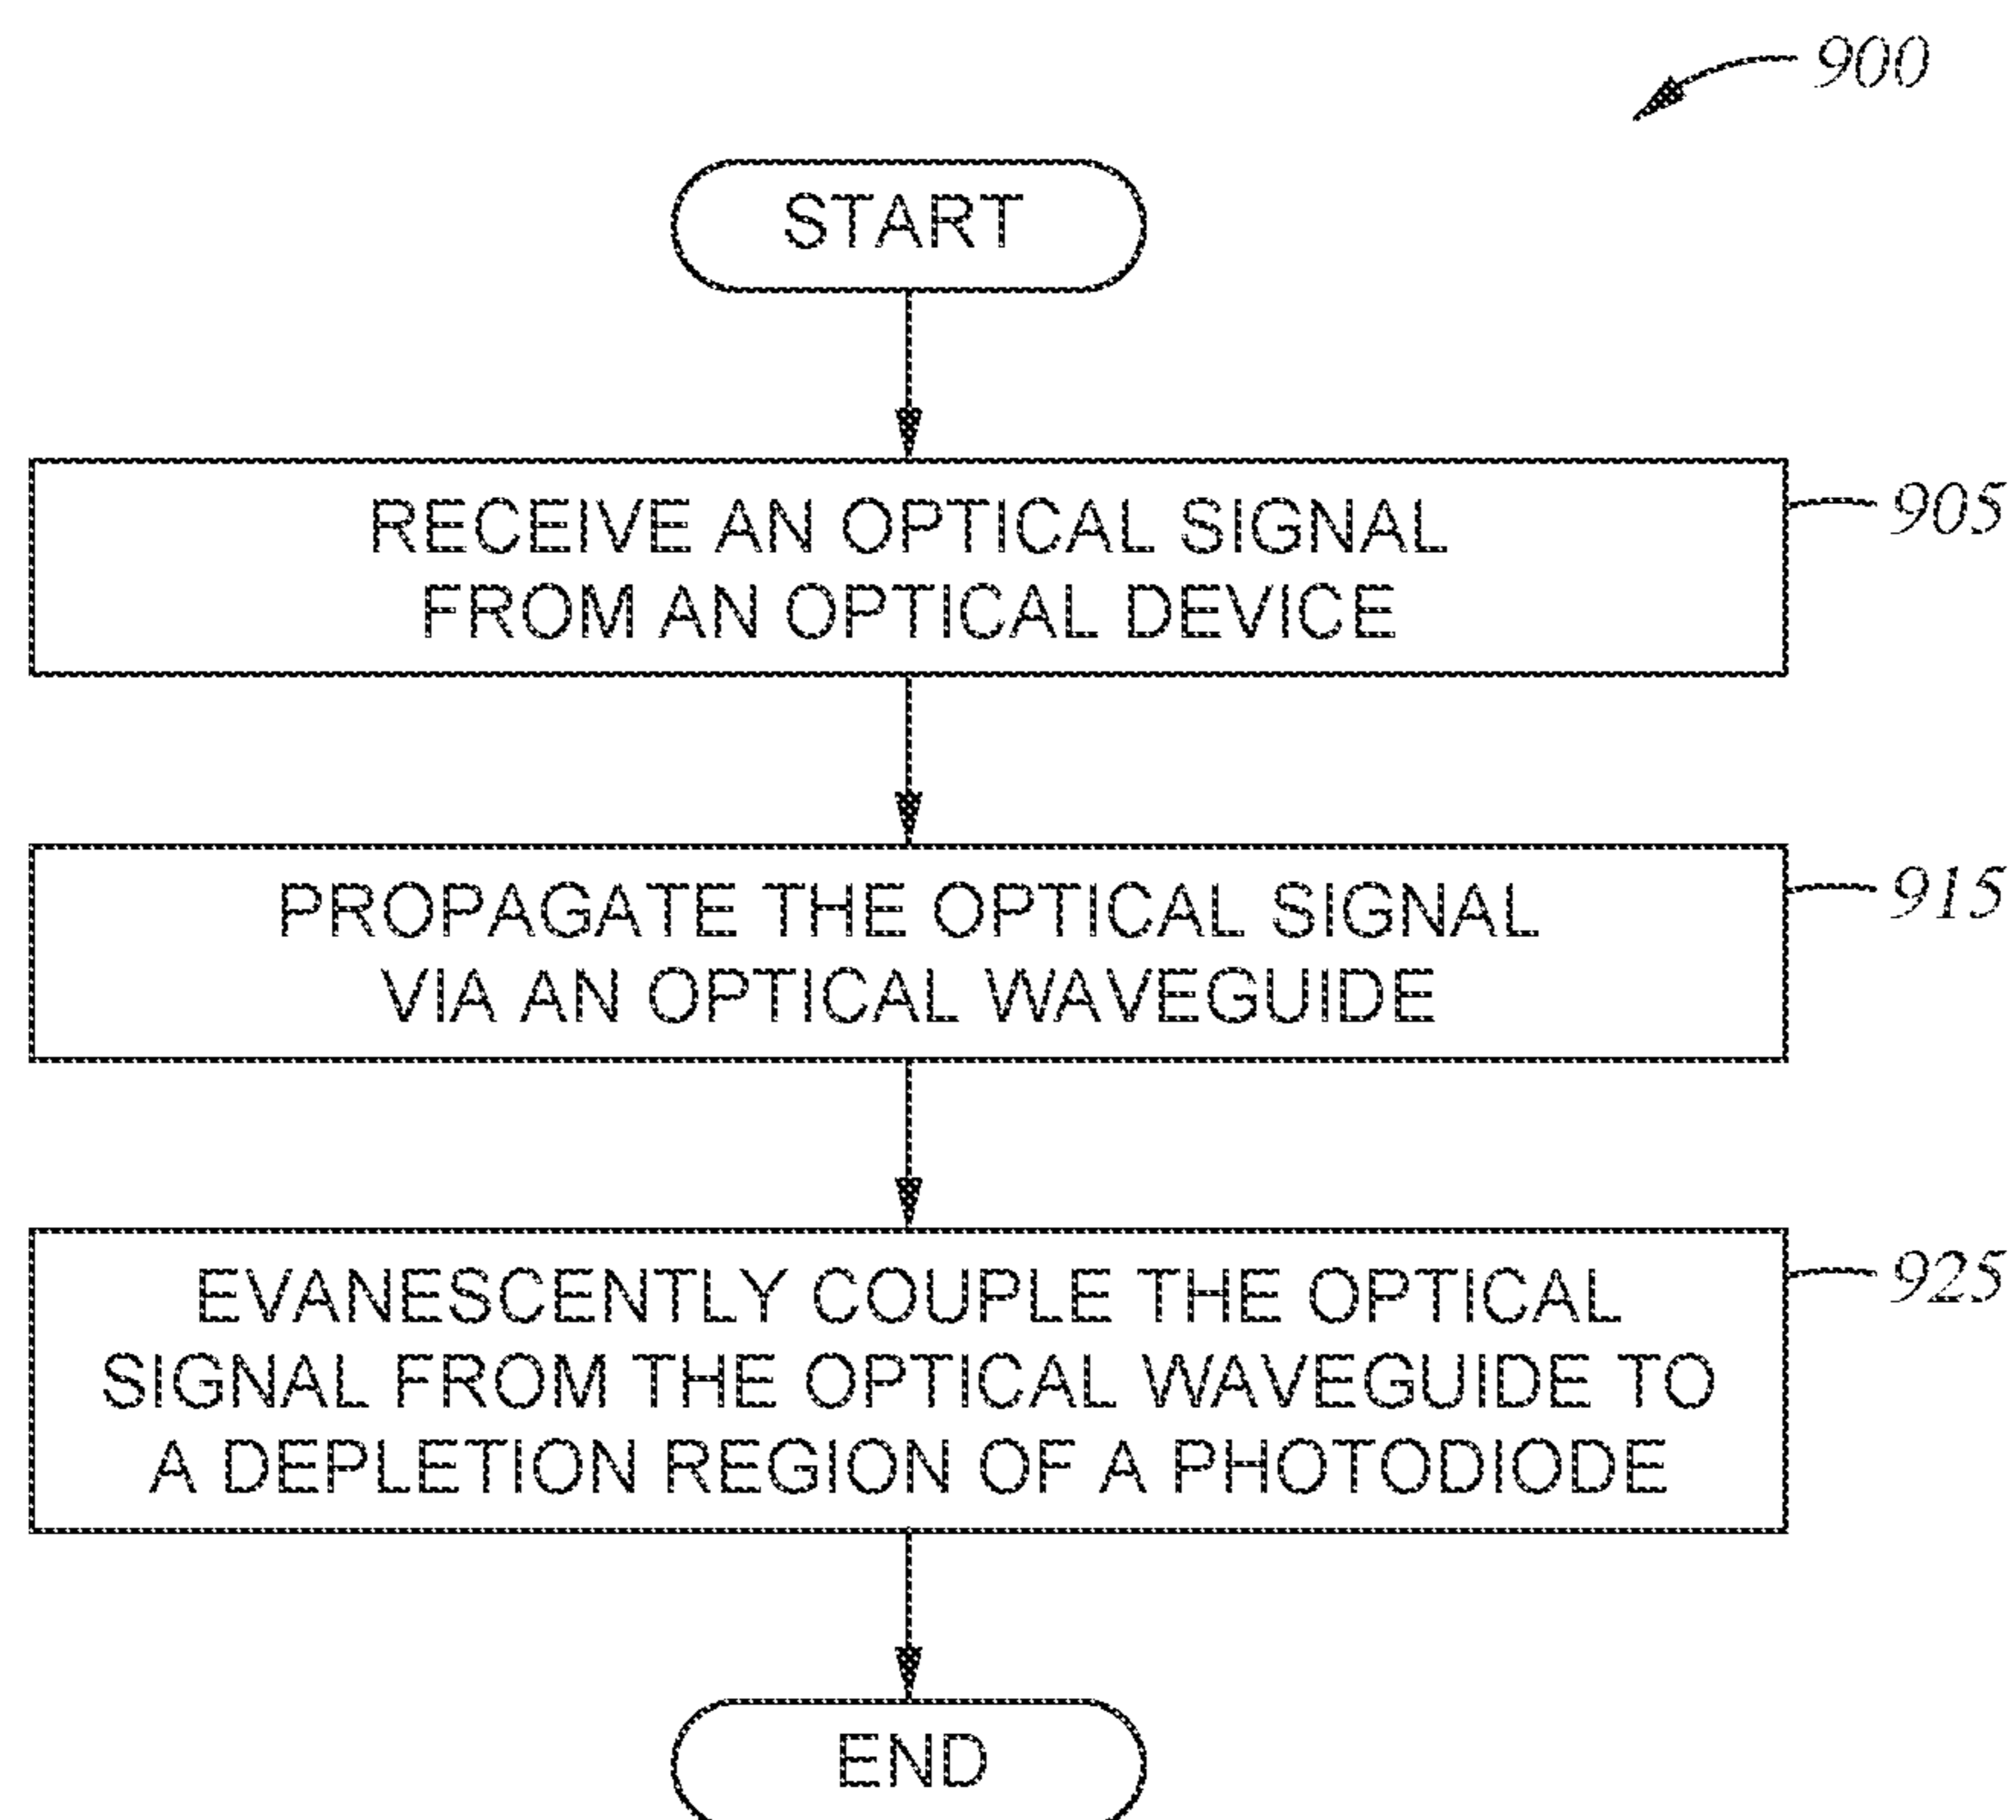 900
START
RECEIVE AN OPTICAL SIGNAL
FROM AN OPTICAL DEVICE
905
PROPAGATE THE OPTICAL SIGNAL
VIA AN OPTICAL WAVEGUIDE
915
EVANESCENTLY COUPLE THE OPTICAL
SIGNAL FROM THE OPTICAL WAVEGUIDE TO
A DEPLETION REGION OF A PHOTODIODE
925
END